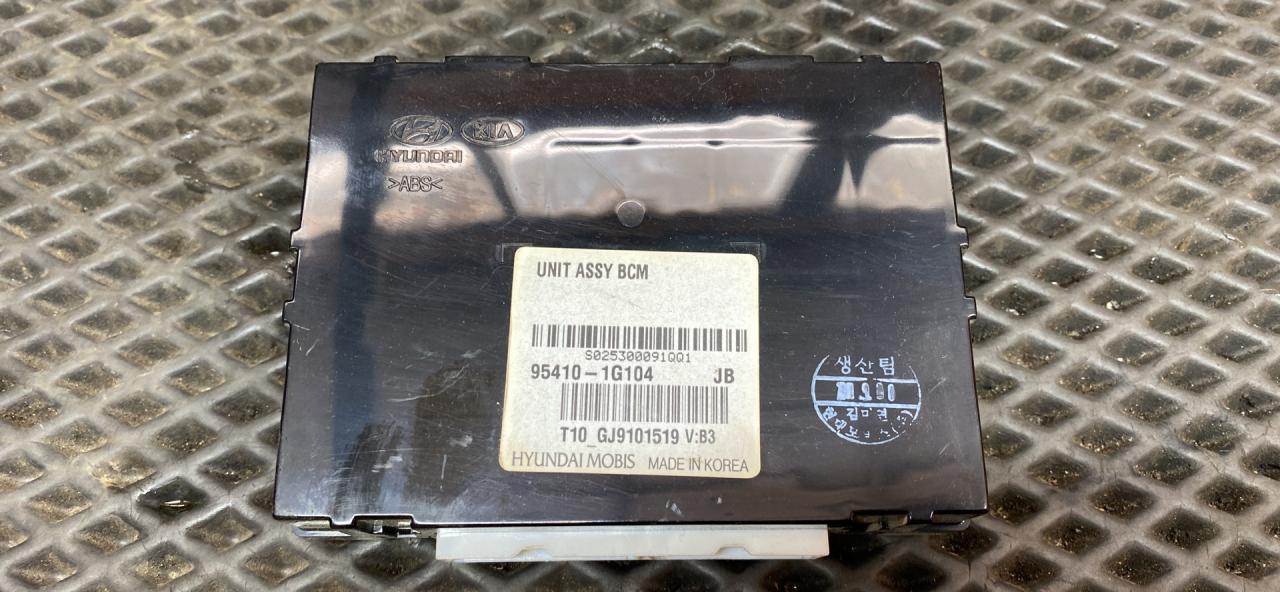 KIA
HYUNDAI
>ABS<
UNIT ASSY BCM
S025300091QQ1
95410-1G104 JB
T10_GJ9101519 V:B3
HYUNDAI MOBIS MADE IN KOREA
생산팀